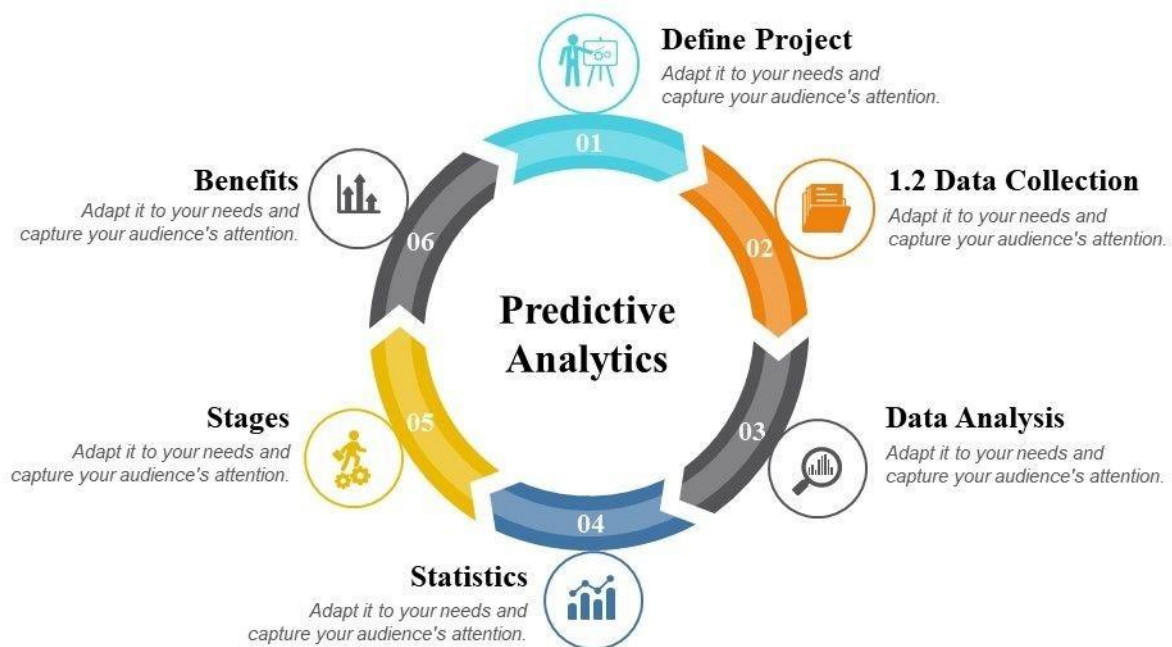 Define Project
Adapt it to your needs and
capture your audience's attention.
01
1.2 Data Collection
Adapt it to your needs and
capture your audience's attention.
02
Data Analysis
Adapt it to your needs and
capture your audience's attention.
03
Statistics
Adapt it to your needs and
capture your audience's attention.
04
Stages
Adapt it to your needs and
capture your audience's attention.
05
Benefits
Adapt it to your needs and
capture your audience's attention.
06
Predictive
Analytics